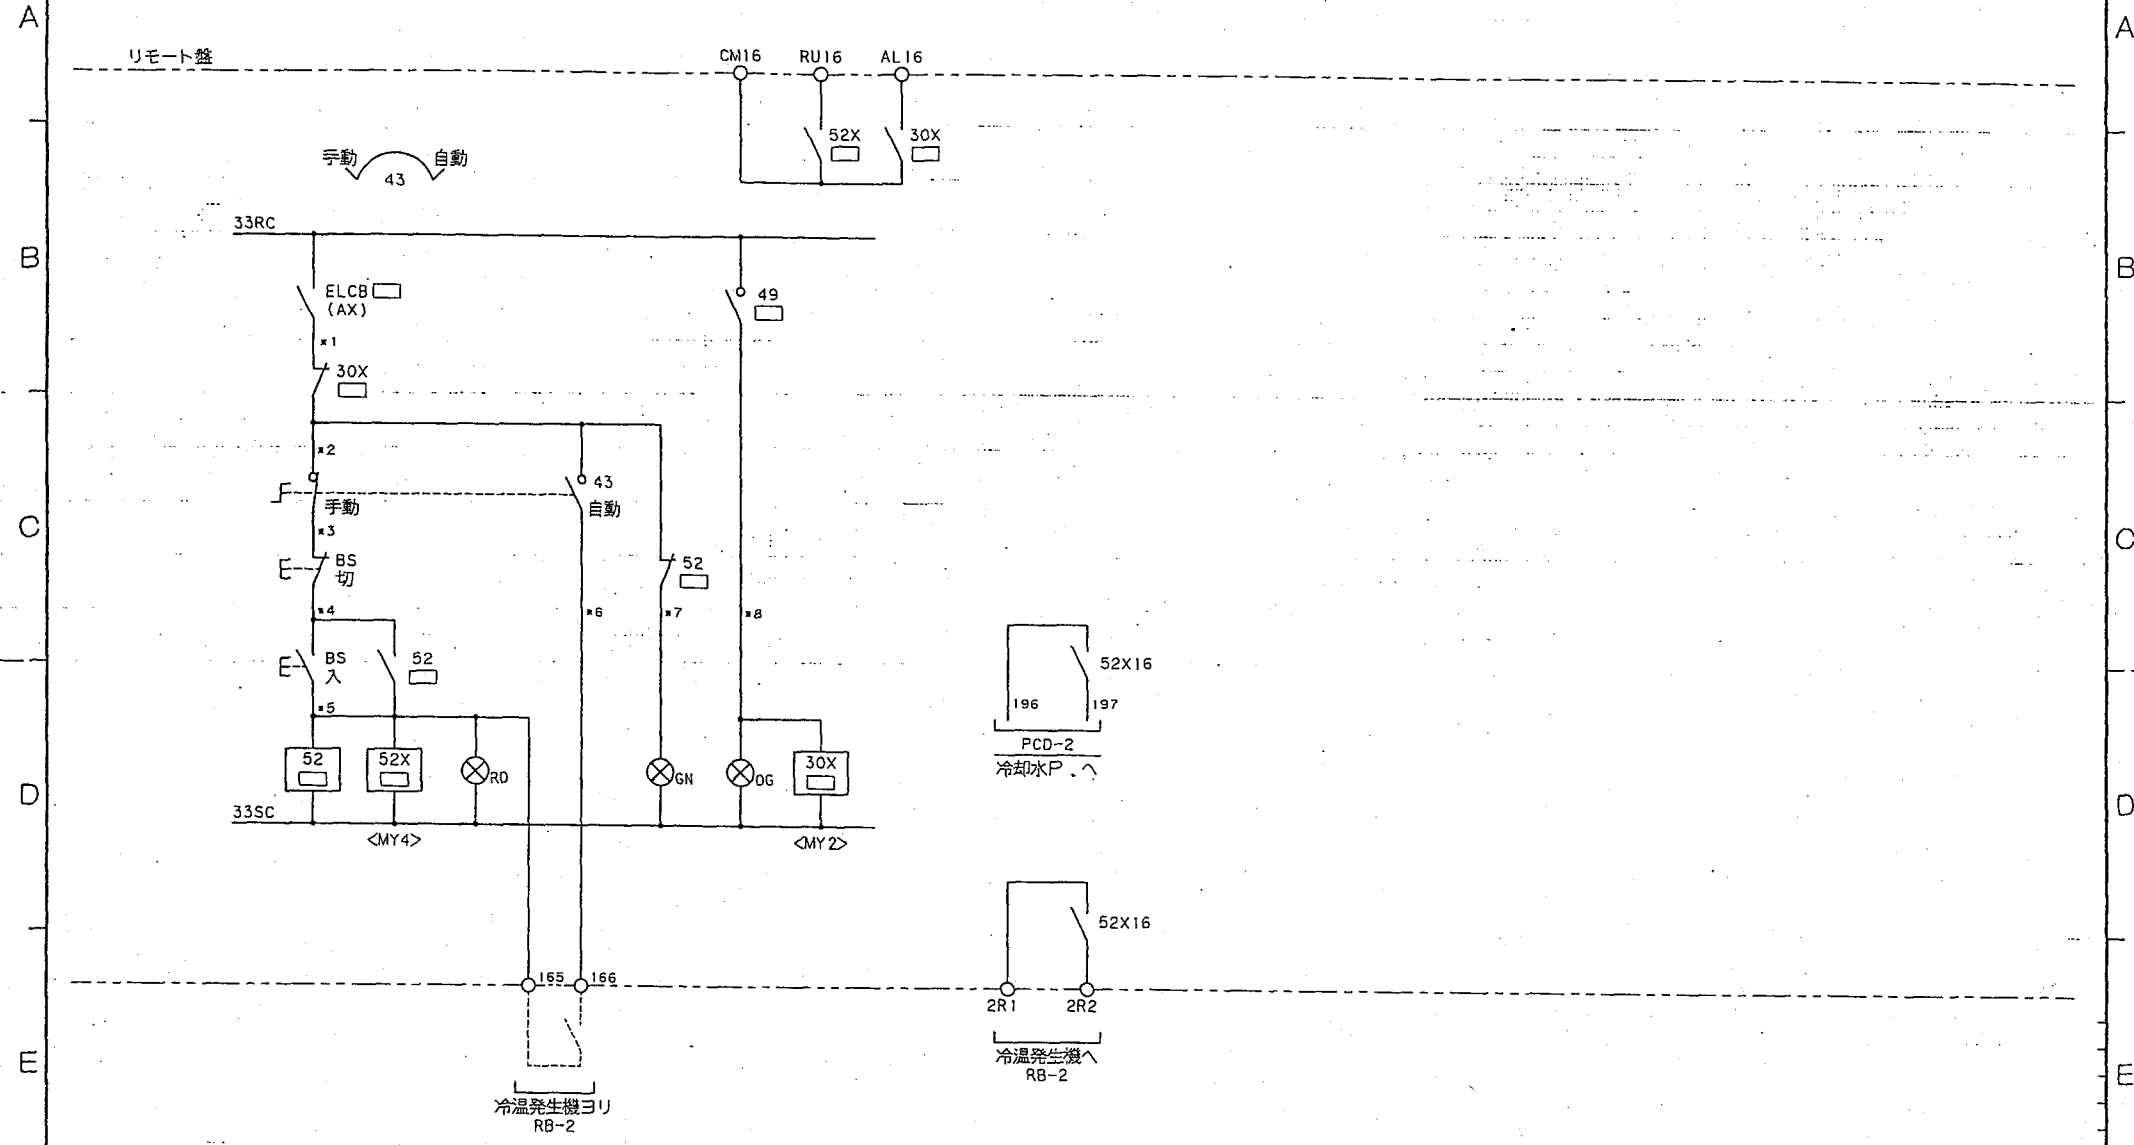 A
A
リモート盤
CM16 RU16 AL16
52X 30X
手動 自動
43
33RC
B
B
ELCB
(AX)
49
*1
30X
*2
43
手動
自動
C
C
*3
BS
切
52
*4
*6
*7
*8
BS
入
52
52X16
*5
196 197
PCD-2
冷却水P.へ
52
52X
RD
GN
OG
30X
D
D
33SC
<MY4>
<MY2>
52X16
165 166
2R1 2R2
冷温発生機へ
RB-2
E
E
冷温発生機ヨリ
RB-2